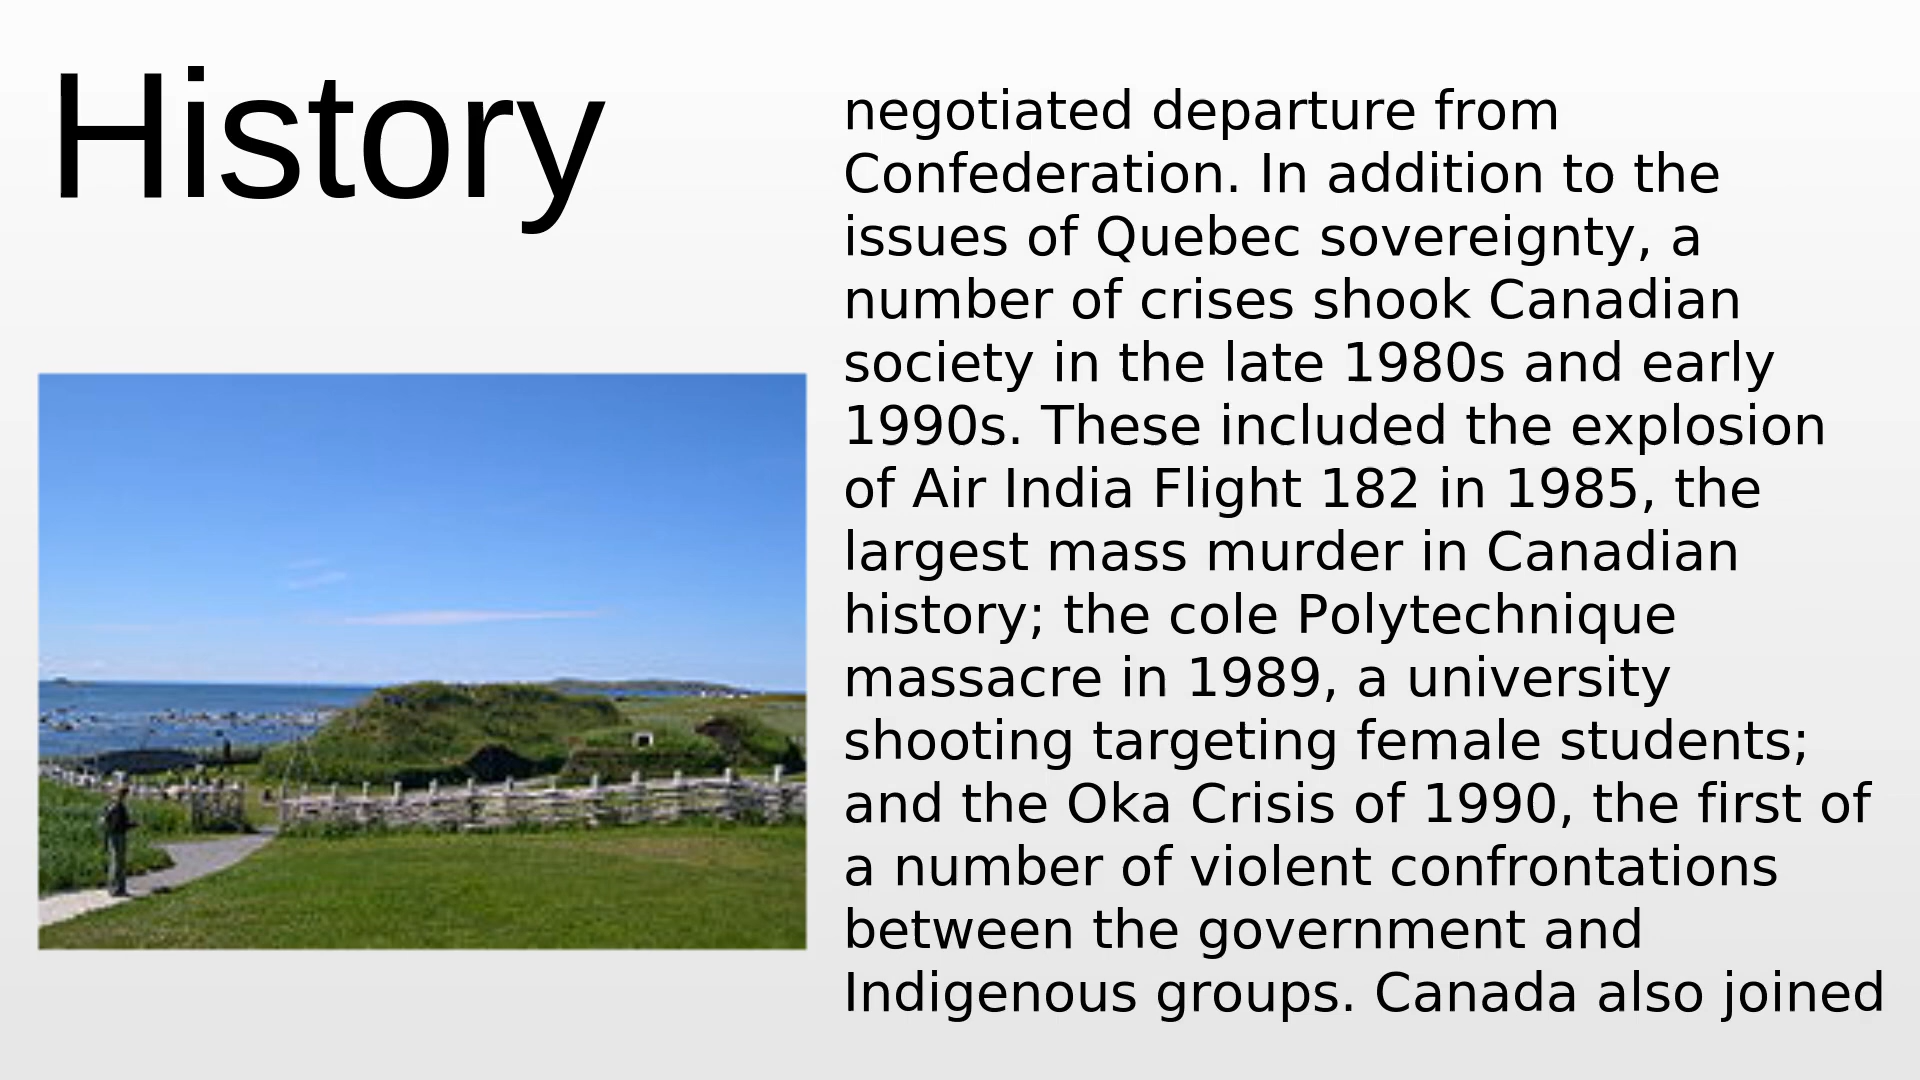 History
negotiated departure from
Confederation. In addition to the
issues of Quebec sovereignty, a
number of crises shook Canadian
society in the late 1980s and early
1990s. These included the explosion
of Air India Flight 182 in 1985, the
largest mass murder in Canadian
history; the cole Polytechnique
massacre in 1989, a university
shooting targeting female students;
and the Oka Crisis of 1990, the first of
a number of violent confrontations
between the government and
Indigenous groups. Canada also joined